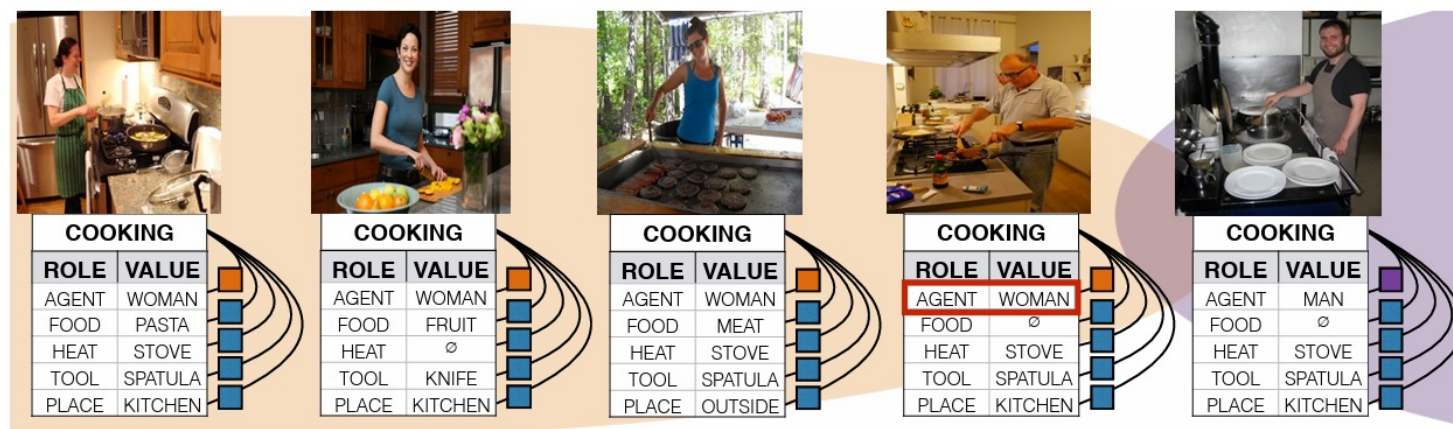 COOKING
ROLE VALUE
AGENT WOMAN
FOOD PASTA
HEAT STOVE
TOOL SPATULA
PLACE KITCHEN
COOKING
ROLE VALUE
AGENT WOMAN
FOOD FRUIT
HEAT ∅
TOOL KNIFE
PLACE KITCHEN
COOKING
ROLE VALUE
AGENT WOMAN
FOOD MEAT
HEAT STOVE
TOOL SPATULA
PLACE OUTSIDE
COOKING
ROLE VALUE
AGENT WOMAN
FOOD ∅
HEAT STOVE
TOOL SPATULA
PLACE KITCHEN
COOKING
ROLE VALUE
AGENT MAN
FOOD ∅
HEAT STOVE
TOOL SPATULA
PLACE KITCHEN